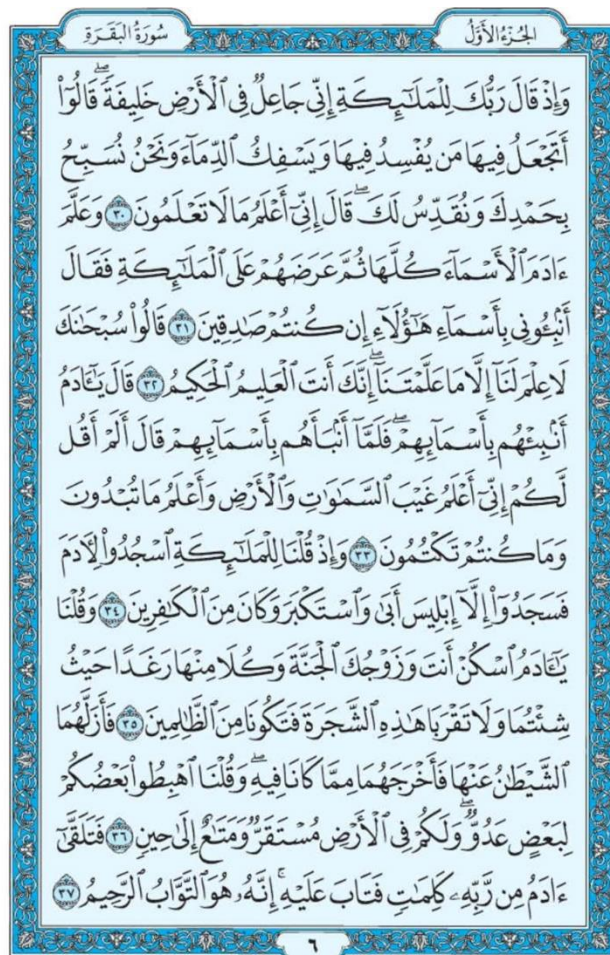 الجُزْءُ الأَوَّلُ
سُورَةُ البَقَرَةِ
وَإِذْ قَالَ رَبُّكَ لِلْمَلَٰٓئِكَةِ إِنِّى جَاعِلٌ فِى ٱلْأَرْضِ خَلِيفَةً ۖ قَالُوٓا۟
أَتَجْعَلُ فِيهَا مَن يُفْسِدُ فِيهَا وَيَسْفِكُ ٱلدِّمَآءَ وَنَحْنُ نُسَبِّحُ
بِحَمْدِكَ وَنُقَدِّسُ لَكَ ۖ قَالَ إِنِّىٓ أَعْلَمُ مَا لَا تَعْلَمُونَ ٣٠ وَعَلَّمَ
ءَادَمَ ٱلْأَسْمَآءَ كُلَّهَا ثُمَّ عَرَضَهُمْ عَلَى ٱلْمَلَٰٓئِكَةِ فَقَالَ
أَنۢبِـُٔونِى بِأَسْمَآءِ هَٰٓؤُلَآءِ إِن كُنتُمْ صَٰدِقِينَ ٣١ قَالُوا۟ سُبْحَٰنَكَ
لَا عِلْمَ لَنَآ إِلَّا مَا عَلَّمْتَنَآ ۖ إِنَّكَ أَنتَ ٱلْعَلِيمُ ٱلْحَكِيمُ ٣٢ قَالَ يَٰٓـَٔادَمُ
أَنۢبِئْهُم بِأَسْمَآئِهِمْ ۖ فَلَمَّآ أَنۢبَأَهُم بِأَسْمَآئِهِمْ قَالَ أَلَمْ أَقُل
لَّكُمْ إِنِّىٓ أَعْلَمُ غَيْبَ ٱلسَّمَٰوَٰتِ وَٱلْأَرْضِ وَأَعْلَمُ مَا تُبْدُونَ
وَمَا كُنتُمْ تَكْتُمُونَ ٣٣ وَإِذْ قُلْنَا لِلْمَلَٰٓئِكَةِ ٱسْجُدُوا۟ لِءَادَمَ
فَسَجَدُوٓا۟ إِلَّآ إِبْلِيسَ أَبَىٰ وَٱسْتَكْبَرَ وَكَانَ مِنَ ٱلْكَٰفِرِينَ ٣٤ وَقُلْنَا
يَٰٓـَٔادَمُ ٱسْكُنْ أَنتَ وَزَوْجُكَ ٱلْجَنَّةَ وَكُلَا مِنْهَا رَغَدًا حَيْثُ
شِئْتُمَا وَلَا تَقْرَبَا هَٰذِهِ ٱلشَّجَرَةَ فَتَكُونَا مِنَ ٱلظَّٰلِمِينَ ٣٥ فَأَزَلَّهُمَا
ٱلشَّيْطَٰنُ عَنْهَا فَأَخْرَجَهُمَا مِمَّا كَانَا فِيهِ ۖ وَقُلْنَا ٱهْبِطُوا۟ بَعْضُكُمْ
لِبَعْضٍ عَدُوٌّ ۖ وَلَكُمْ فِى ٱلْأَرْضِ مُسْتَقَرٌّ وَمَتَٰعٌ إِلَىٰ حِينٍ ٣٦ فَتَلَقَّىٰٓ
ءَادَمُ مِن رَّبِّهِۦ كَلِمَٰتٍ فَتَابَ عَلَيْهِ ۚ إِنَّهُۥ هُوَ ٱلتَّوَّابُ ٱلرَّحِيمُ ٣٧
٦